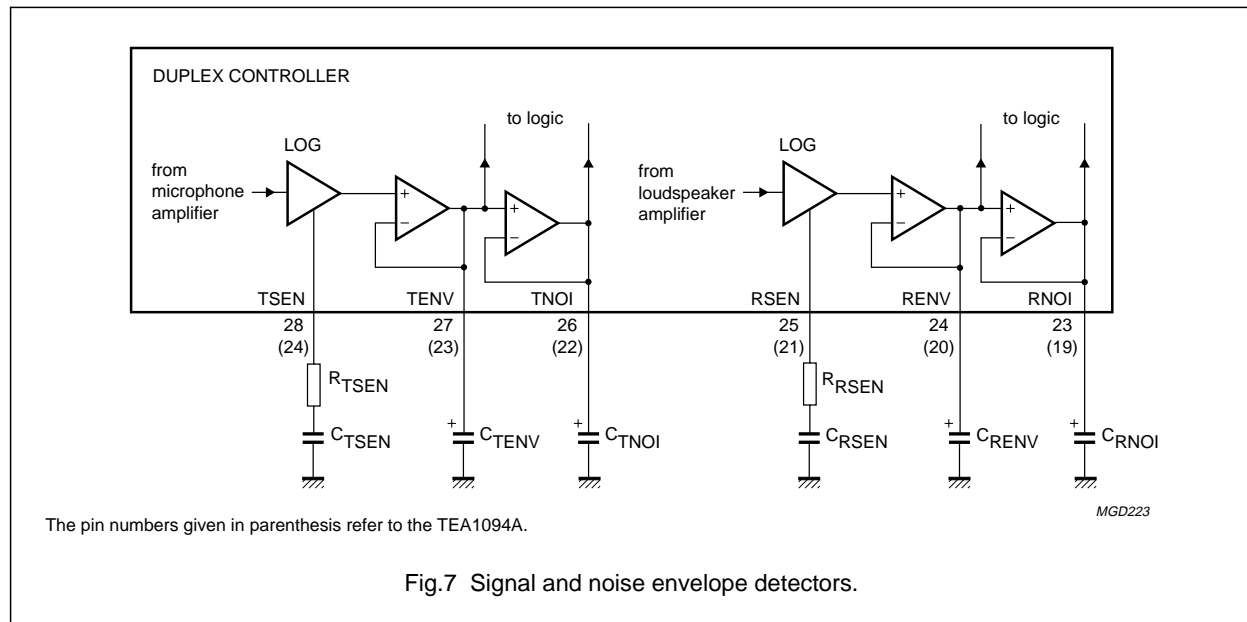 DUPLEX CONTROLLER
to logic
to logic
LOG
LOG
from
microphone
amplifier
from
loudspeaker
amplifier
+
−
+
−
+
−
+
−
TSEN
TENV
TNOI
RSEN
RENV
RNOI
28
(24)
27
(23)
26
(22)
25
(21)
24
(20)
23
(19)
RTSEN
RRSEN
CTSEN
+
CTENV
+
CTNOI
CRSEN
+
CRENV
+
CRNOI
MGD223
The pin numbers given in parenthesis refer to the TEA1094A.
Fig.7 Signal and noise envelope detectors.